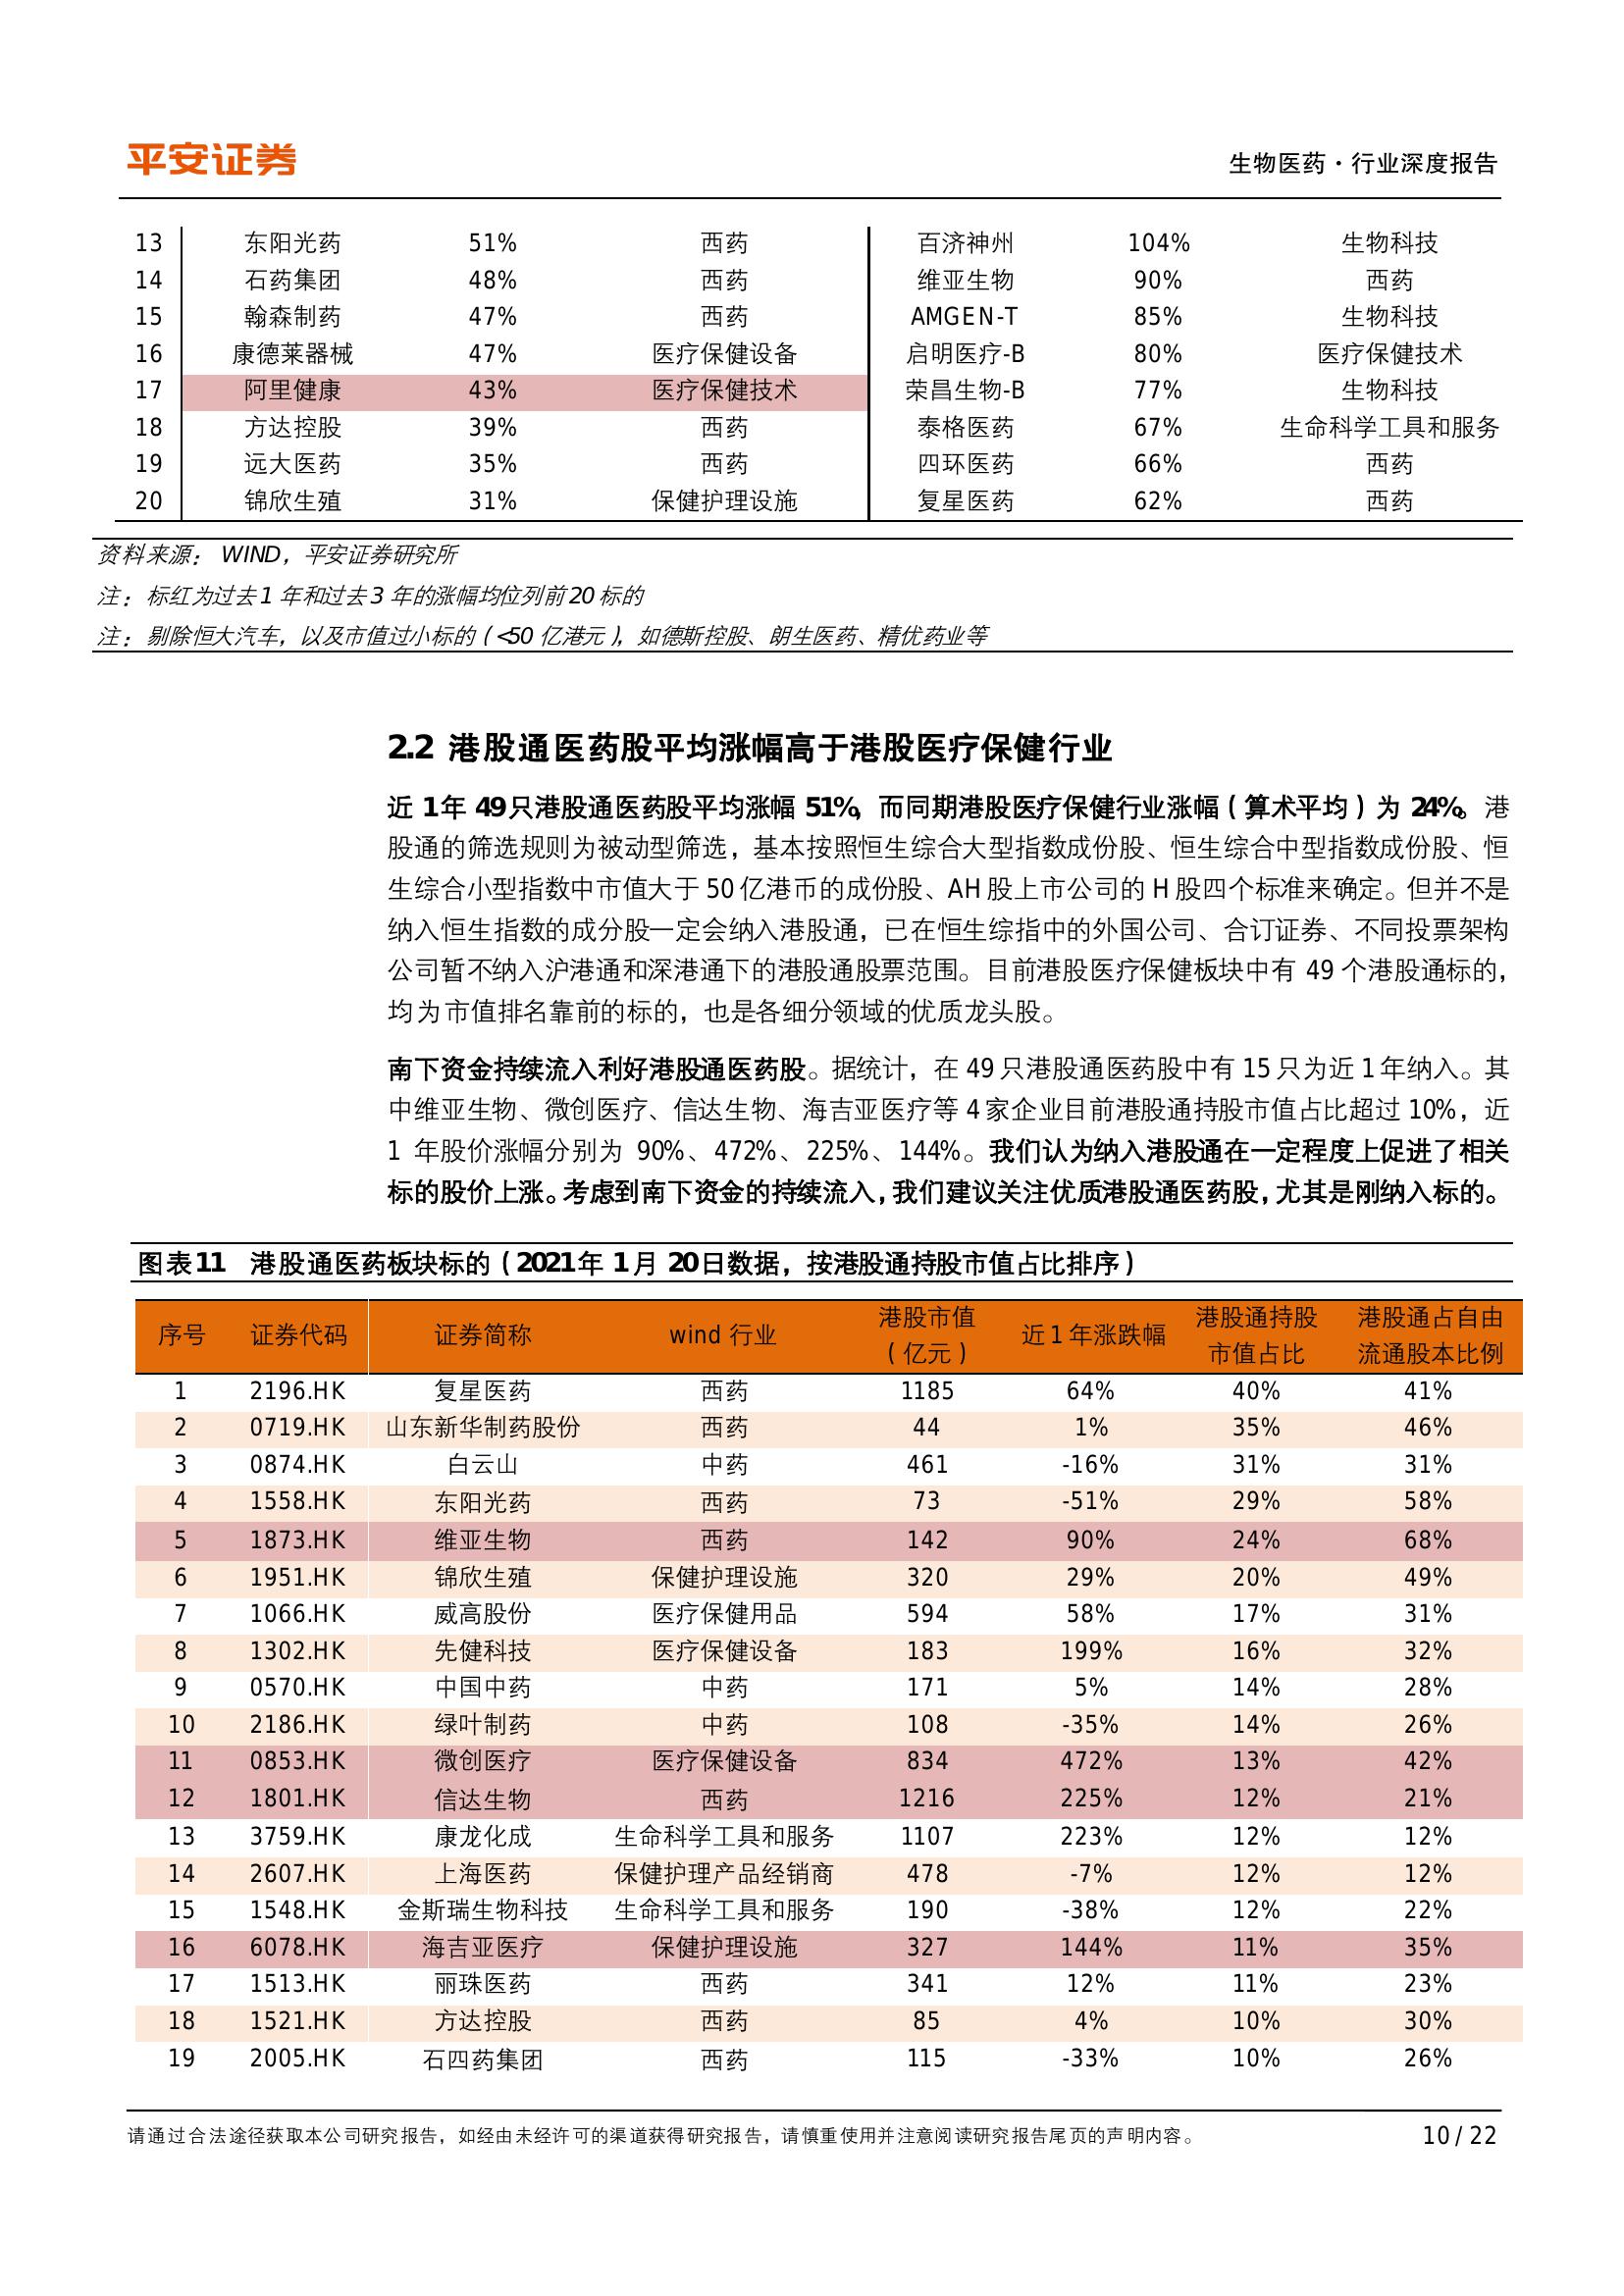 平安证券
生物医药·行业深度报告
13 东阳光药 51% 西药 百济神州 104% 生物科技
14 石药集团 48% 西药 维亚生物 90% 西药
15 翰森制药 47% 西药 AMGEN-T 85% 生物科技
16 康德莱器械 47% 医疗保健设备 启明医疗-B 80% 医疗保健技术
17 阿里健康 43% 医疗保健技术 荣昌生物-B 77% 生物科技
18 方达控股 39% 西药 泰格医药 67% 生命科学工具和服务
19 远大医药 35% 西药 四环医药 66% 西药
20 锦欣生殖 31% 保健护理设施 复星医药 62% 西药
资料来源：WIND，平安证券研究所
注：标红为过去1 年和过去3 年的涨幅均位列前20 标的
注：剔除恒大汽车，以及市值过小标的（<50 亿港元），如德斯控股、朗生医药、精优药业等
2.2 港股通医药股平均涨幅高于港股医疗保健行业
近 1年 49只港股通医药股平均涨幅 51%，而同期港股医疗保健行业涨幅（算术平均）为 24%。港
股通的筛选规则为被动型筛选，基本按照恒生综合大型指数成份股、恒生综合中型指数成份股、恒
生综合小型指数中市值大于 50 亿港币的成份股、AH 股上市公司的 H 股四个标准来确定。但并不是
纳入恒生指数的成分股一定会纳入港股通，已在恒生综指中的外国公司、合订证券、不同投票架构
公司暂不纳入沪港通和深港通下的港股通股票范围。目前港股医疗保健板块中有 49 个港股通标的，
均为市值排名靠前的标的，也是各细分领域的优质龙头股。
南下资金持续流入利好港股通医药股。据统计，在 49 只港股通医药股中有 15 只为近 1 年纳入。其
中维亚生物、微创医疗、信达生物、海吉亚医疗等 4 家企业目前港股通持股市值占比超过 10%，近
1 年股价涨幅分别为 90%、472%、225%、144%。我们认为纳入港股通在一定程度上促进了相关
标的股价上涨。考虑到南下资金的持续流入，我们建议关注优质港股通医药股，尤其是刚纳入标的。
图表11 港股通医药板块标的（2021年 1月 20日数据，按港股通持股市值占比排序）
序号 证券代码 证券简称 wind 行业 港股市值（亿元） 近 1 年涨跌幅 港股通持股市值占比 港股通占自由流通股本比例
1 2196.HK 复星医药 西药 1185 64% 40% 41%
2 0719.HK 山东新华制药股份 西药 44 1% 35% 46%
3 0874.HK 白云山 中药 461 -16% 31% 31%
4 1558.HK 东阳光药 西药 73 -51% 29% 58%
5 1873.HK 维亚生物 西药 142 90% 24% 68%
6 1951.HK 锦欣生殖 保健护理设施 320 29% 20% 49%
7 1066.HK 威高股份 医疗保健用品 594 58% 17% 31%
8 1302.HK 先健科技 医疗保健设备 183 199% 16% 32%
9 0570.HK 中国中药 中药 171 5% 14% 28%
10 2186.HK 绿叶制药 中药 108 -35% 14% 26%
11 0853.HK 微创医疗 医疗保健设备 834 472% 13% 42%
12 1801.HK 信达生物 西药 1216 225% 12% 21%
13 3759.HK 康龙化成 生命科学工具和服务 1107 223% 12% 12%
14 2607.HK 上海医药 保健护理产品经销商 478 -7% 12% 12%
15 1548.HK 金斯瑞生物科技 生命科学工具和服务 190 -38% 12% 22%
16 6078.HK 海吉亚医疗 保健护理设施 327 144% 11% 35%
17 1513.HK 丽珠医药 西药 341 12% 11% 23%
18 1521.HK 方达控股 西药 85 4% 10% 30%
19 2005.HK 石四药集团 西药 115 -33% 10% 26%
请通过合法途径获取本公司研究报告，如经由未经许可的渠道获得研究报告，请慎重使用并注意阅读研究报告尾页的声明内容。
10 / 22